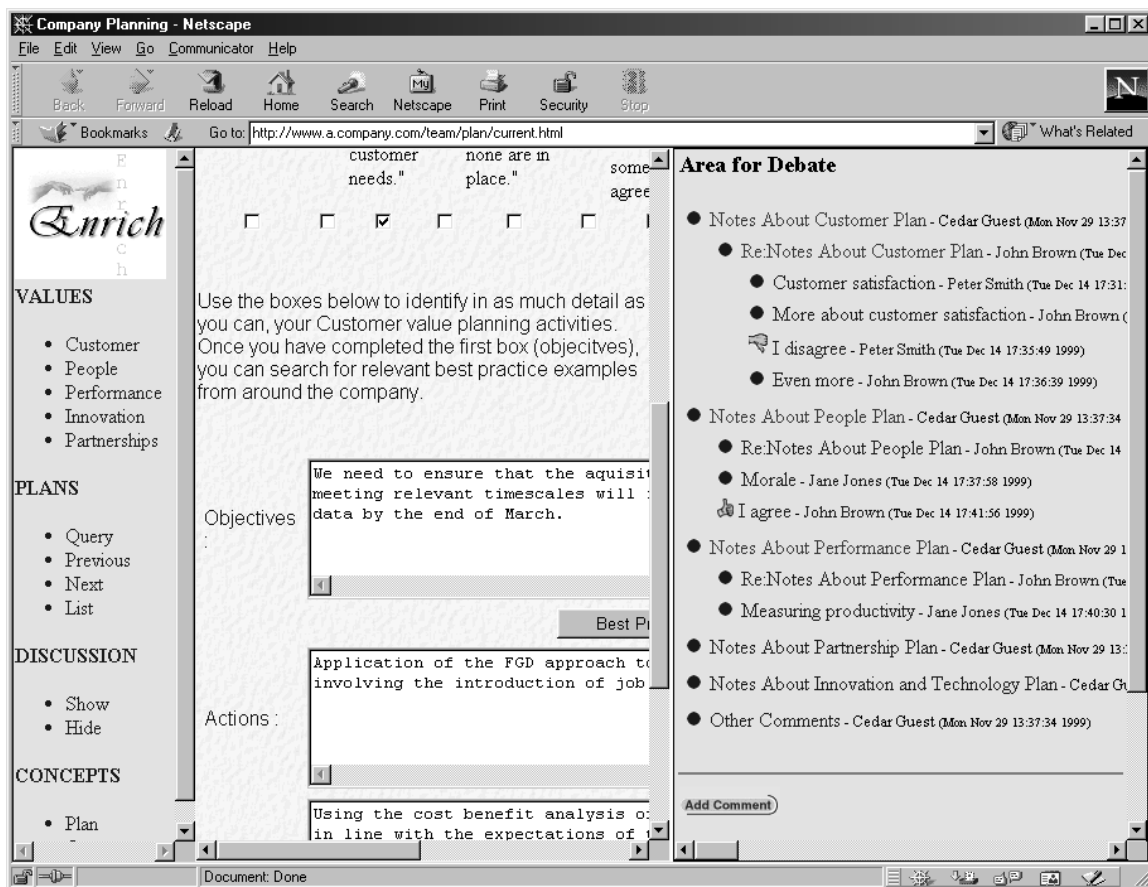 Company Planning - Netscape
File Edit View Go Communicator Help
Back Forward Reload Home Search Netscape Print Security Stop
My
N
Bookmarks Go to: http://www.a.company.com/team/plan/current.html What's Related
Enrich
Enrich
VALUES
Customer
People
Performance
Innovation
Partnerships
PLANS
Query
Previous
Next
List
DISCUSSION
Show
Hide
CONCEPTS
Plan
customer none are in
needs." place." some
agree
Use the boxes below to identify in as much detail as
you can, your Customer value planning activities.
Once you have completed the first box (objecitves),
you can search for relevant best practice examples
from around the company.
Objectives
:
We need to ensure that the aquisit
meeting relevant timescales will
data by the end of March.
Best Pr
Actions :
Application of the FGD approach to
involving the introduction of job
Using the cost benefit analysis o
in line with the expectations of
Area for Debate
Notes About Customer Plan - Cedar Guest (Mon Nov 29 13:37
Re:Notes About Customer Plan - John Brown (Tue Dec
Customer satisfaction - Peter Smith (Tue Dec 14 17:31:
More about customer satisfaction - John Brown (
I disagree - Peter Smith (Tue Dec 14 17:35:49 1999)
Even more - John Brown (Tue Dec 14 17:36:39 1999)
Notes About People Plan - Cedar Guest (Mon Nov 29 13:37:34
Re:Notes About People Plan - John Brown (Tue Dec 14
Morale - Jane Jones (Tue Dec 14 17:37:58 1999)
I agree - John Brown (Tue Dec 14 17:41:56 1999)
Notes About Performance Plan - Cedar Guest (Mon Nov 29 1
Re:Notes About Performance Plan - John Brown (Tue
Measuring productivity - Jane Jones (Tue Dec 14 17:40:30 1
Notes About Partnership Plan - Cedar Guest (Mon Nov 29 13:
Notes About Innovation and Technology Plan - Cedar Gu
Other Comments - Cedar Guest (Mon Nov 29 13:37:34 1999)
Add Comment
Document: Done